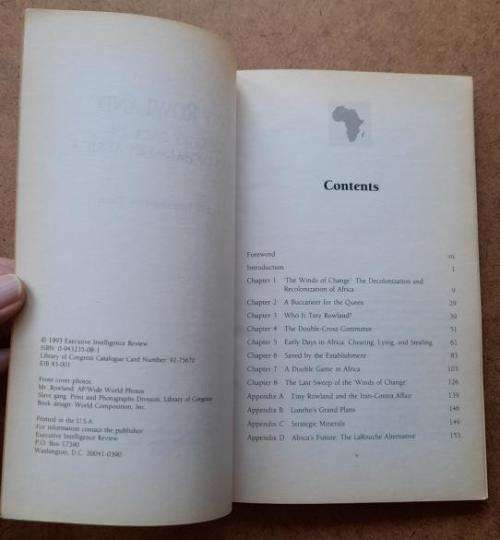 © 1993 Executive Intelligence Review
ISBN: 0-943235-08-1
Library of Congress Catalogue Card Number: 92-75670
EIB 93-001
Front cover photos:
Mr. Rowland: AP/Wide World Photos
Slave gang: Print and Photographs Division, Library of Congress
Book design: World Composition, Inc.
Printed in the U.S.A.
For information contact the publisher:
Executive Intelligence Review
P.O. Box 17390
Washington, D.C. 20041-0390
Contents
Foreword
Introduction 1
Chapter 1 'The Winds of Change': The Decolonization and
Recolonization of Africa 9
Chapter 2 A Buccaneer for the Queen 29
Chapter 3 Who Is Tiny Rowland? 39
Chapter 4 The Double-Cross Committee 51
Chapter 5 Early Days in Africa: Cheating, Lying, and Stealing 61
Chapter 6 Saved by the Establishment 83
Chapter 7 A Double Game in Africa 103
Chapter 8 The Last Sweep of the 'Winds of Change' 126
Appendix A Tiny Rowland and the Iran-Contra Affair 139
Appendix B Lonrho's Grand Plans 146
Appendix C Strategic Minerals 149
Appendix D Africa's Future: The LaRouche Alternative 153